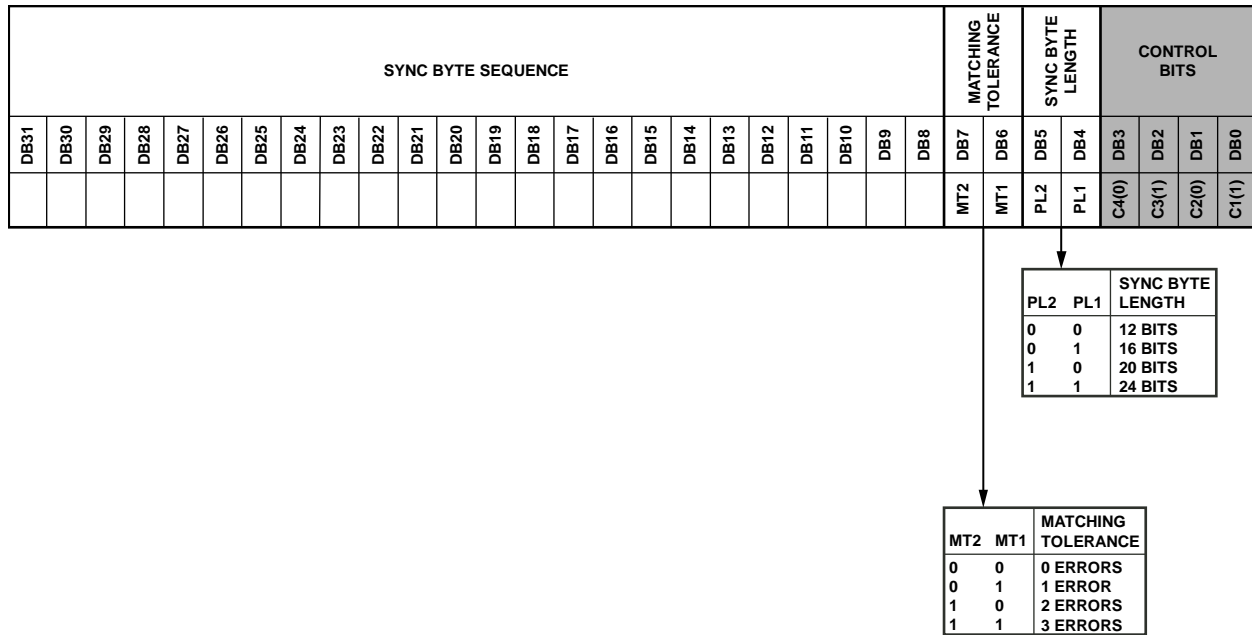 SYNC BYTE SEQUENCE
MATCHING
TOLERANCE
SYNC BYTE
LENGTH
CONTROL
BITS
DB31 DB30 DB29 DB28 DB27 DB26 DB25 DB24 DB23 DB22 DB21 DB20 DB19 DB18 DB17 DB16 DB15 DB14 DB13 DB12 DB11 DB10 DB9 DB8 DB7 DB6 DB5 DB4 DB3 DB2 DB1 DB0
MT2 MT1 PL2 PL1 C4(0) C3(1) C2(0) C1(1)
SYNC BYTE
PL2 PL1 LENGTH
0 0 12 BITS
0 1 16 BITS
1 0 20 BITS
1 1 24 BITS
MATCHING
MT2 MT1 TOLERANCE
0 0 0 ERRORS
0 1 1 ERROR
1 0 2 ERRORS
1 1 3 ERRORS